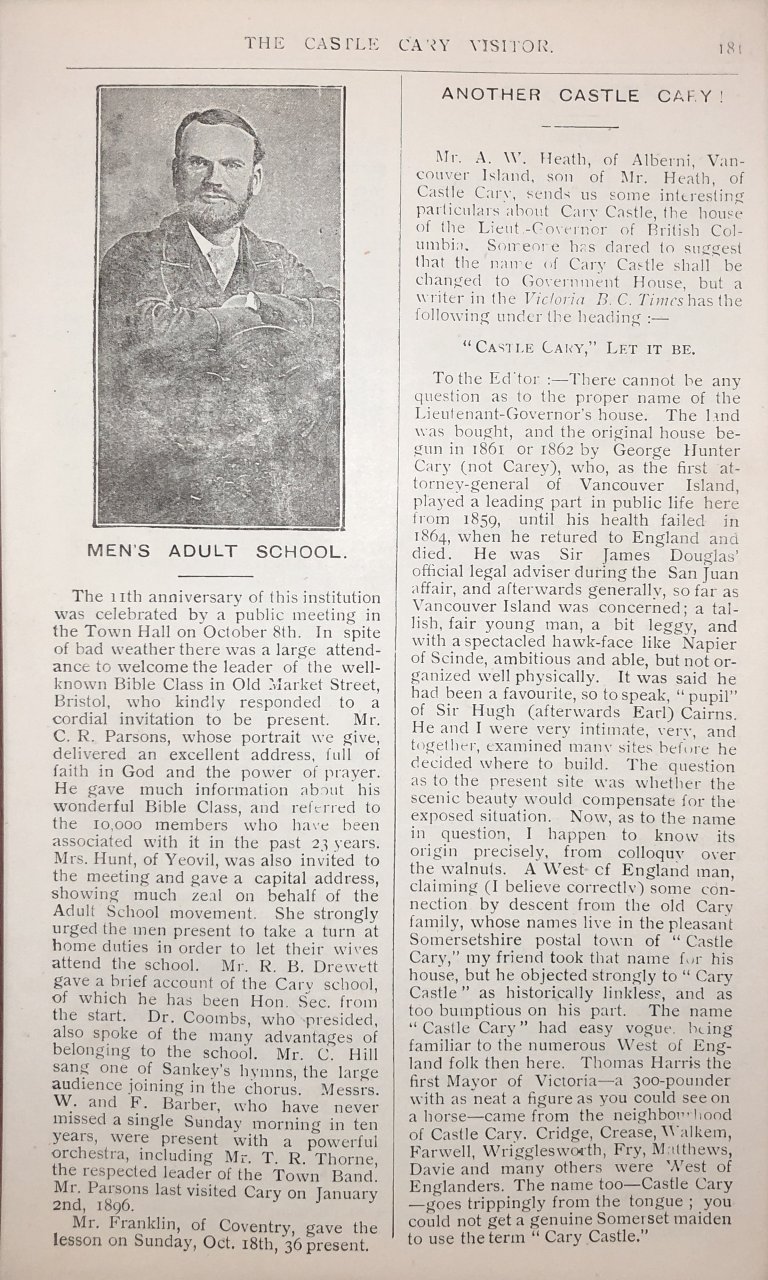 THE CASTLE CARY VISITOR.
181
MEN'S ADULT SCHOOL.
The 11th anniversary of this institution
was celebrated by a public meeting in
the Town Hall on October 8th. In spite
of bad weather there was a large attend-
ance to welcome the leader of the well-
known Bible Class in Old Market Street,
Bristol, who kindly responded to a
cordial invitation to be present. Mr.
C. R. Parsons, whose portrait we give,
delivered an excellent address, full of
faith in God and the power of prayer.
He gave much information about his
wonderful Bible Class, and referred to
the 10,000 members who have been
associated with it in the past 23 years.
Mrs. Hunt, of Yeovil, was also invited to
the meeting and gave a capital address,
showing much zeal on behalf of the
Adult School movement. She strongly
urged the men present to take a turn at
home duties in order to let their wives
attend the school. Mr. R. B. Drewett
gave a brief account of the Cary school,
of which he has been Hon. Sec. from
the start. Dr. Coombs, who presided,
also spoke of the many advantages of
belonging to the school. Mr. C. Hill
sang one of Sankey's hymns, the large
audience joining in the chorus. Messrs.
W. and F. Barber, who have never
missed a single Sunday morning in ten
years, were present with a powerful
orchestra, including Mr. T. R. Thorne,
the respected leader of the Town Band.
Mr. Parsons last visited Cary on January
2nd, 1896.
Mr. Franklin, of Coventry, gave the
lesson on Sunday, Oct. 18th, 36 present.
ANOTHER CASTLE CARY!
Mr. A. W. Heath, of Alberni, Van-
couver Island, son of Mr. Heath, of
Castle Cary, sends us some interesting
particulars about Cary Castle, the house
of the Lieut.-Governor of British Col-
umbia. Someone has dared to suggest
that the name of Cary Castle shall be
changed to Government House, but a
writer in the Victoria B. C. Times has the
following under the heading :—
"CASTLE CARY," LET IT BE.
To the Editor :—There cannot be any
question as to the proper name of the
Lieutenant-Governor's house. The land
was bought, and the original house be-
gun in 1861 or 1862 by George Hunter
Cary (not Carey), who, as the first at-
torney-general of Vancouver Island,
played a leading part in public life here
from 1859, until his health failed in
1864, when he retured to England and
died. He was Sir James Douglas'
official legal adviser during the San Juan
affair, and afterwards generally, so far as
Vancouver Island was concerned; a tal-
lish, fair young man, a bit leggy, and
with a spectacled hawk-face like Napier
of Scinde, ambitious and able, but not or-
ganized well physically. It was said he
had been a favourite, so to speak, "pupil"
of Sir Hugh (afterwards Earl) Cairns.
He and I were very intimate, very, and
together, examined many sites before he
decided where to build. The question
as to the present site was whether the
scenic beauty would compensate for the
exposed situation. Now, as to the name
in question, I happen to know its
origin precisely, from colloquy over
the walnuts. A West of England man,
claiming (I believe correctly) some con-
nection by descent from the old Cary
family, whose names live in the pleasant
Somersetshire postal town of "Castle
Cary," my friend took that name for his
house, but he objected strongly to "Cary
Castle" as historically linkless, and as
too bumptious on his part. The name
"Castle Cary" had easy vogue, being
familiar to the numerous West of Eng-
land folk then here. Thomas Harris the
first Mayor of Victoria—a 300-pounder
with as neat a figure as you could see on
a horse—came from the neighbourhood
of Castle Cary. Cridge, Crease, Walkem,
Farwell, Wrigglesworth, Fry, Matthews,
Davie and many others were West of
Englanders. The name too—Castle Cary
—goes trippingly from the tongue ; you
could not get a genuine Somerset maiden
to use the term "Cary Castle."